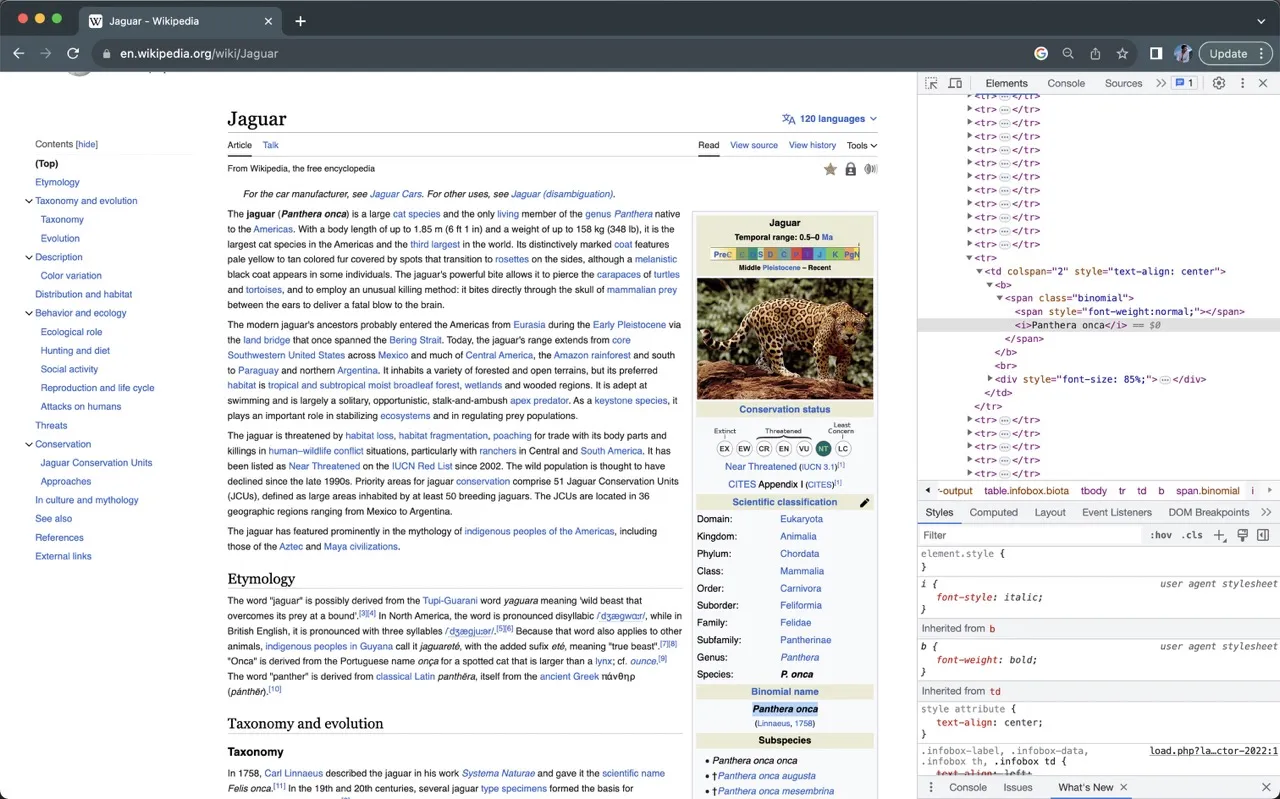 Jaguar - Wikipedia
en.wikipedia.org/wiki/Jaguar
Update
Contents [hide]
(Top)
Etymology
Taxonomy and evolution
Taxonomy
Evolution
Description
Color variation
Distribution and habitat
Behavior and ecology
Ecological role
Hunting and diet
Social activity
Reproduction and life cycle
Attacks on humans
Threats
Conservation
Jaguar Conservation Units
Approaches
In culture and mythology
See also
References
External links
Jaguar
120 languages
Article Talk
Read View source View history Tools
From Wikipedia, the free encyclopedia
For the car manufacturer, see Jaguar Cars. For other uses, see Jaguar (disambiguation).
The jaguar (Panthera onca) is a large cat species and the only living member of the genus Panthera native
to the Americas. With a body length of up to 1.85 m (6 ft 1 in) and a weight of up to 158 kg (348 lb), it is the
largest cat species in the Americas and the third largest in the world. Its distinctively marked coat features
pale yellow to tan colored fur covered by spots that transition to rosettes on the sides, although a melanistic
black coat appears in some individuals. The jaguar's powerful bite allows it to pierce the carapaces of turtles
and tortoises, and to employ an unusual killing method: it bites directly through the skull of mammalian prey
between the ears to deliver a fatal blow to the brain.
The modern jaguar's ancestors probably entered the Americas from Eurasia during the Early Pleistocene via
the land bridge that once spanned the Bering Strait. Today, the jaguar's range extends from core
Southwestern United States across Mexico and much of Central America, the Amazon rainforest and south
to Paraguay and northern Argentina. It inhabits a variety of forested and open terrains, but its preferred
habitat is tropical and subtropical moist broadleaf forest, wetlands and wooded regions. It is adept at
swimming and is largely a solitary, opportunistic, stalk-and-ambush apex predator. As a keystone species, it
plays an important role in stabilizing ecosystems and in regulating prey populations.
The jaguar is threatened by habitat loss, habitat fragmentation, poaching for trade with its body parts and
killings in human–wildlife conflict situations, particularly with ranchers in Central and South America. It has
been listed as Near Threatened on the IUCN Red List since 2002. The wild population is thought to have
declined since the late 1990s. Priority areas for jaguar conservation comprise 51 Jaguar Conservation Units
(JCUs), defined as large areas inhabited by at least 50 breeding jaguars. The JCUs are located in 36
geographic regions ranging from Mexico to Argentina.
The jaguar has featured prominently in the mythology of indigenous peoples of the Americas, including
those of the Aztec and Maya civilizations.
Etymology
The word "jaguar" is possibly derived from the Tupi-Guarani word yaguara meaning 'wild beast that
overcomes its prey at a bound'.[3][4] In North America, the word is pronounced disyllabic /ˈdʒæɡwɑːr/, while in
British English, it is pronounced with three syllables /ˈdʒæɡjuːər/.[5][6] Because that word also applies to other
animals, indigenous peoples in Guyana call it jaguareté, with the added sufix eté, meaning "true beast".[7][8]
"Onca" is derived from the Portuguese name onça for a spotted cat that is larger than a lynx; cf. ounce.[9]
The word "panther" is derived from classical Latin panthēra, itself from the ancient Greek πάνθηρ
(pánthēr).[10]
Taxonomy and evolution
Taxonomy
In 1758, Carl Linnaeus described the jaguar in his work Systema Naturae and gave it the scientific name
Felis onca.[11] In the 19th and 20th centuries, several jaguar type specimens formed the basis for
Jaguar
Temporal range: 0.5–0 Ma
PreꞒ Ꞓ O S D C P T J K PgN
Middle Pleistocene – Recent
Conservation status
Extinct Threatened Least Concern
EX EW CR EN VU NT LC
Near Threatened (IUCN 3.1)[1]
CITES Appendix I (CITES)[1]
Scientific classification
Domain: Eukaryota
Kingdom: Animalia
Phylum: Chordata
Class: Mammalia
Order: Carnivora
Suborder: Feliformia
Family: Felidae
Subfamily: Pantherinae
Genus: Panthera
Species: P. onca
Binomial name
Panthera onca
(Linnaeus, 1758)
Subspecies
• Panthera onca onca
• †Panthera onca augusta
• †Panthera onca mesembrina
Elements Console Sources 1
<tr>…</tr>
<tr>…</tr>
<tr>…</tr>
<tr>…</tr>
<tr>…</tr>
<tr>…</tr>
<tr>…</tr>
<tr>…</tr>
<tr>…</tr>
<tr>…</tr>
<tr>…</tr>
<tr>…</tr>
<tr>
<td colspan="2" style="text-align: center">
<b>
<span class="binomial">
<span style="font-weight:normal;"></span>
<i>Panthera onca</i> == $0
</span>
</b>
<br>
<div style="font-size: 85%;">…</div>
</td>
</tr>
<tr>…</tr>
<tr>…</tr>
<tr>…</tr>
<tr>…</tr>
<tr>…</tr>
r-output table.infobox.biota tbody tr td b span.binomial i
Styles Computed Layout Event Listeners DOM Breakpoints
Filter :hov .cls
element.style {
}
i { user agent stylesheet
font-style: italic;
}
Inherited from b
b { user agent stylesheet
font-weight: bold;
}
Inherited from td
style attribute {
text-align: center;
}
.infobox-label, .infobox-data, load.php?la…ctor-2022:1
.infobox th, .infobox td {
text-align: left;
Console Issues What's New